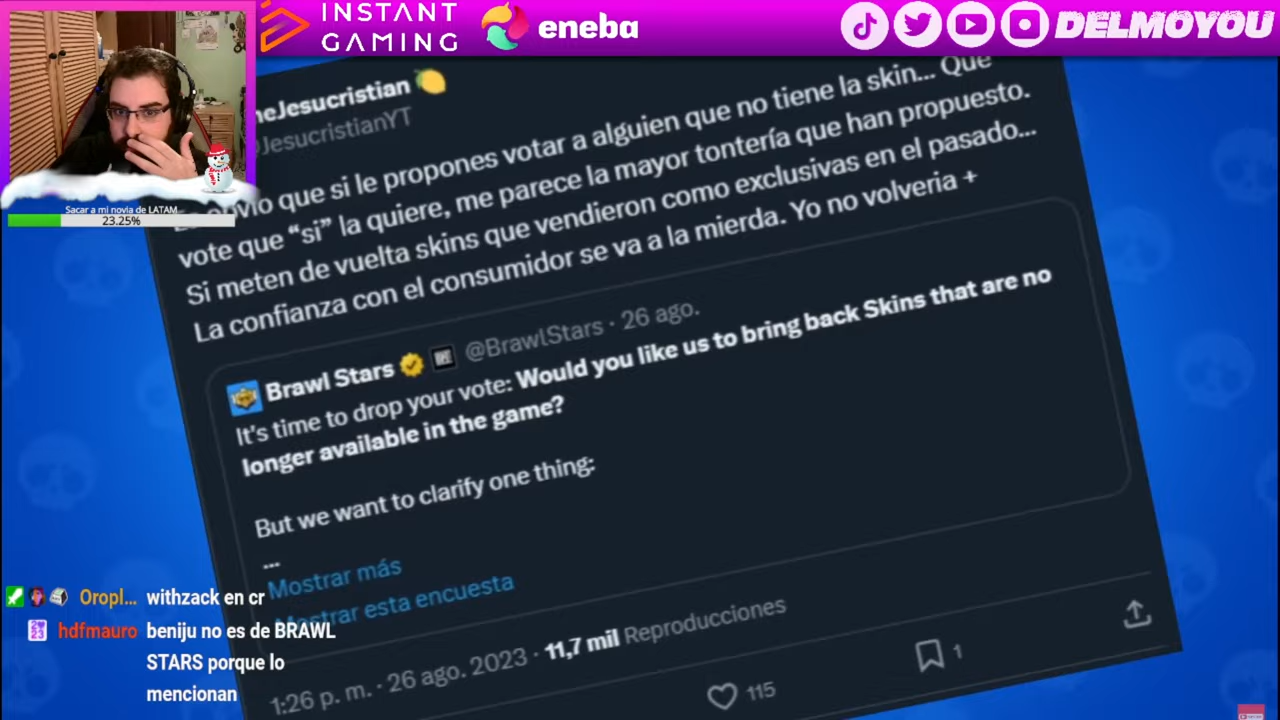 INSTANT
GAMING
eneba
DELMOYOU
neJesucristian
@JesucristianYT
que si le propones votar a alguien que no tiene la skin... Que
vote que “si” la quiere, me parece la mayor tontería que han propuesto.
Si meten de vuelta skins que vendieron como exclusivas en el pasado...
La confianza con el consumidor se va a la mierda. Yo no volveria +
Brawl Stars @BrawlStars · 26 ago.
It's time to drop your vote: Would you like us to bring back Skins that are no
longer available in the game?
But we want to clarify one thing:
...
Mostrar más
Mostrar esta encuesta
1:26 p. m. · 26 ago. 2023 · 11,7 mil Reproducciones
115
1
Sacar a mi novia de LATAM
23.25%
Oropl... withzack en cr
hdfmauro beniju no es de BRAWL
STARS porque lo
mencionan